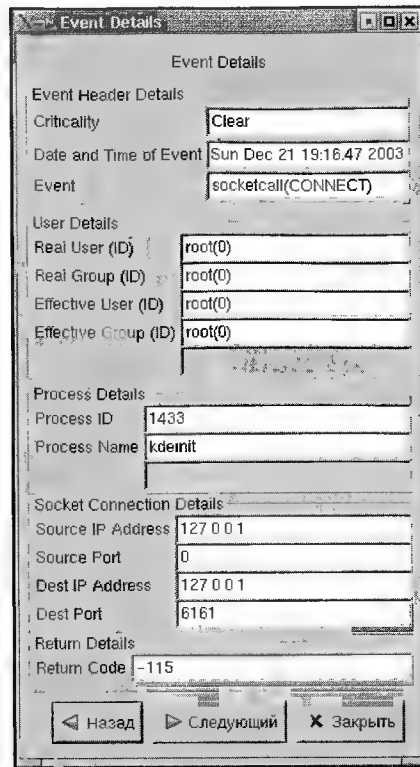 Event Details
Event Details
Event Header Details
Criticality Clear
Date and Time of Event Sun Dec 21 19:16.47 2003
Event socketcall(CONNECT)
User Details
Real User (ID) root(0)
Real Group (ID) root(0)
Effective User (ID) root(0)
Effective Group (ID) root(0)
Process Details
Process ID 1433
Process Name kdeinit
Socket Connection Details
Source IP Address 127 0 0 1
Source Port 0
Dest IP Address 127 0 0 1
Dest Port 6161
Return Details
Return Code -115
Назад Следующий Закрыть